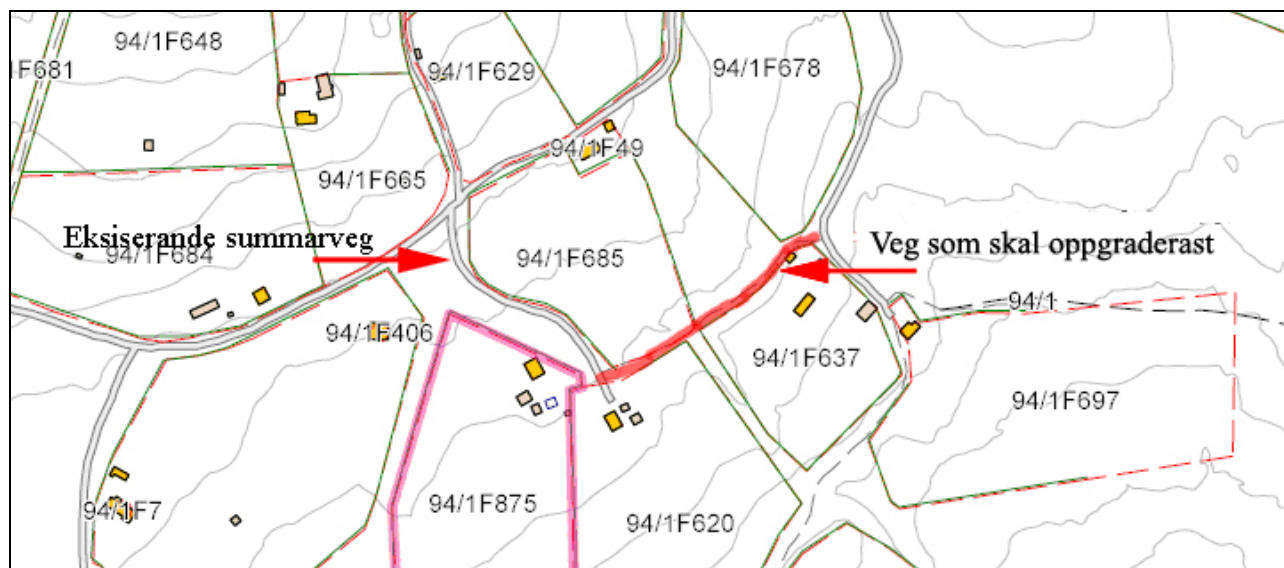 94/1F648
94/1F629
94/1F678
1F681
94/1F49
94/1F665
Eksiserande summarveg
94/1F684
94/1F685
Veg som skal oppgraderast
94/1
94/1F406
94/1F637
94/1F697
94/1F875
94/1F7
94/1F620